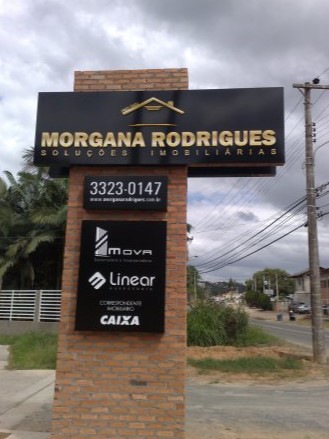 MORGANA RODRIGUES
SOLUÇÕES IMOBILIÁRIAS
3323-0147
www.morganarodrigues.com.br
Mova
Linear
CORRESPONDENTE
IMOBILIÁRIO
CAIXA